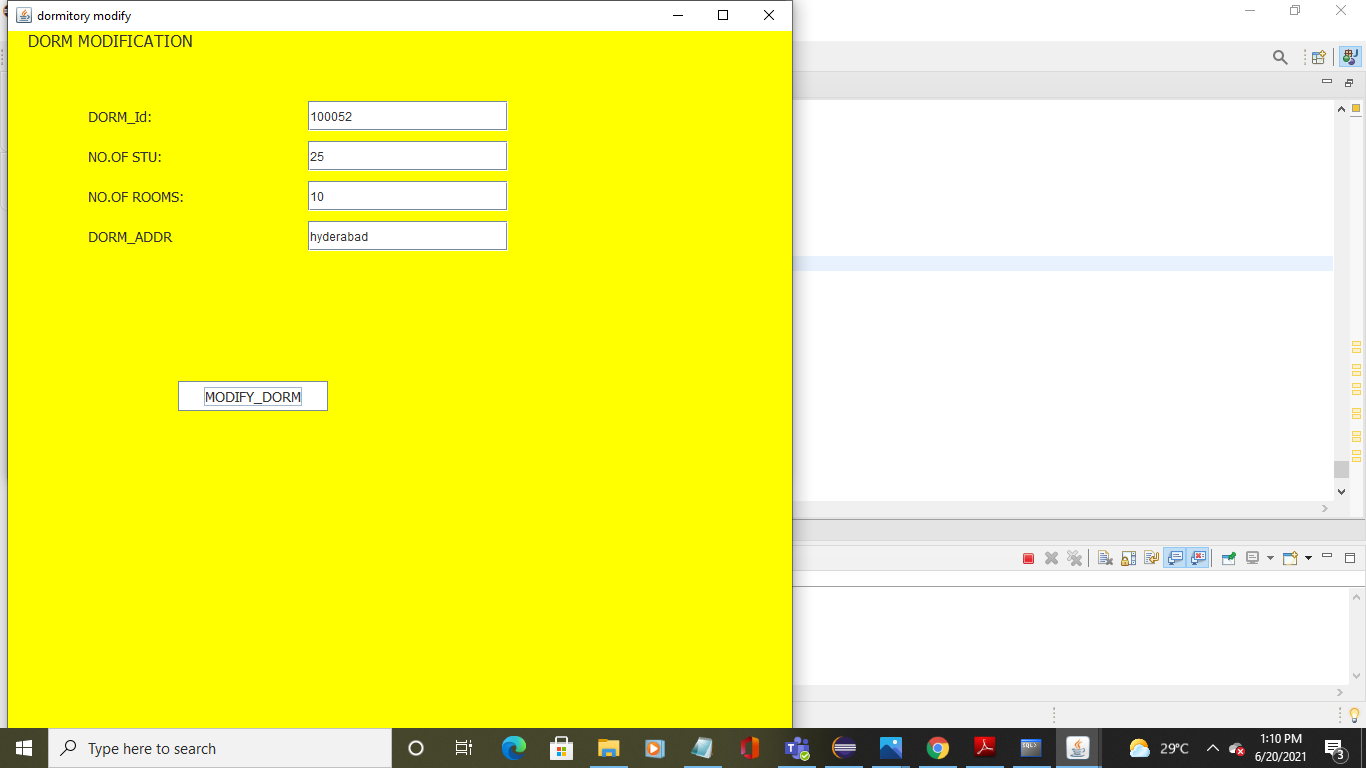 dormitory modify
DORM MODIFICATION
DORM_Id: 100052
NO.OF STU: 25
NO.OF ROOMS: 10
DORM_ADDR hyderabad
MODIFY_DORM
Type here to search
SQL>
29°C
1:10 PM
6/20/2021
3